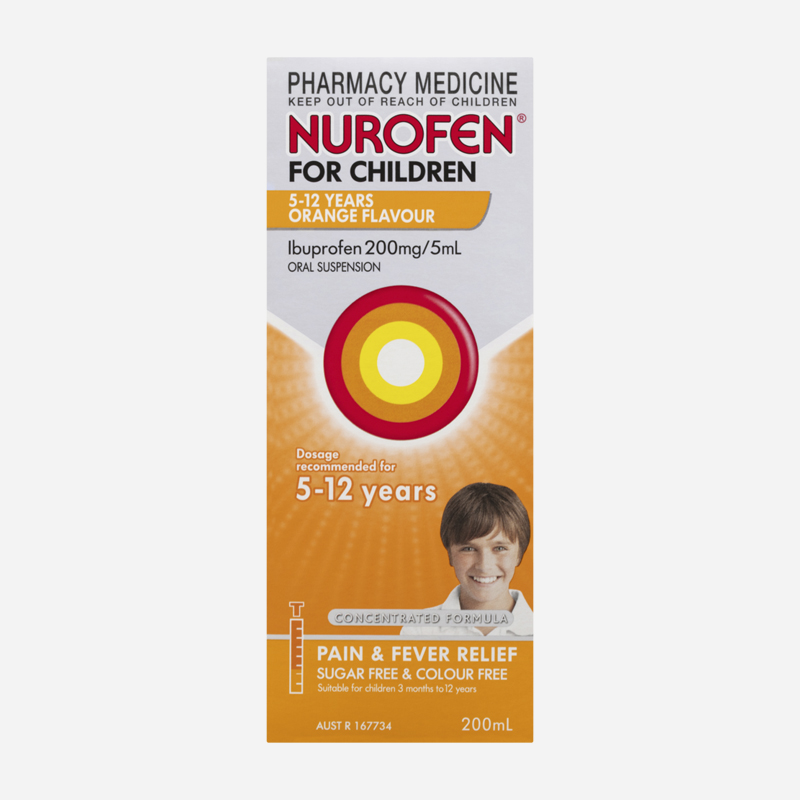 PHARMACY MEDICINE
KEEP OUT OF REACH OF CHILDREN
NUROFEN®
FOR CHILDREN
5-12 YEARS
ORANGE FLAVOUR
Ibuprofen 200mg/5mL
ORAL SUSPENSION
Dosage
recommended for
5-12 years
CONCENTRATED FORMULA
PAIN & FEVER RELIEF
SUGAR FREE & COLOUR FREE
Suitable for children 3 months to 12 years
AUST R 167734
200mL